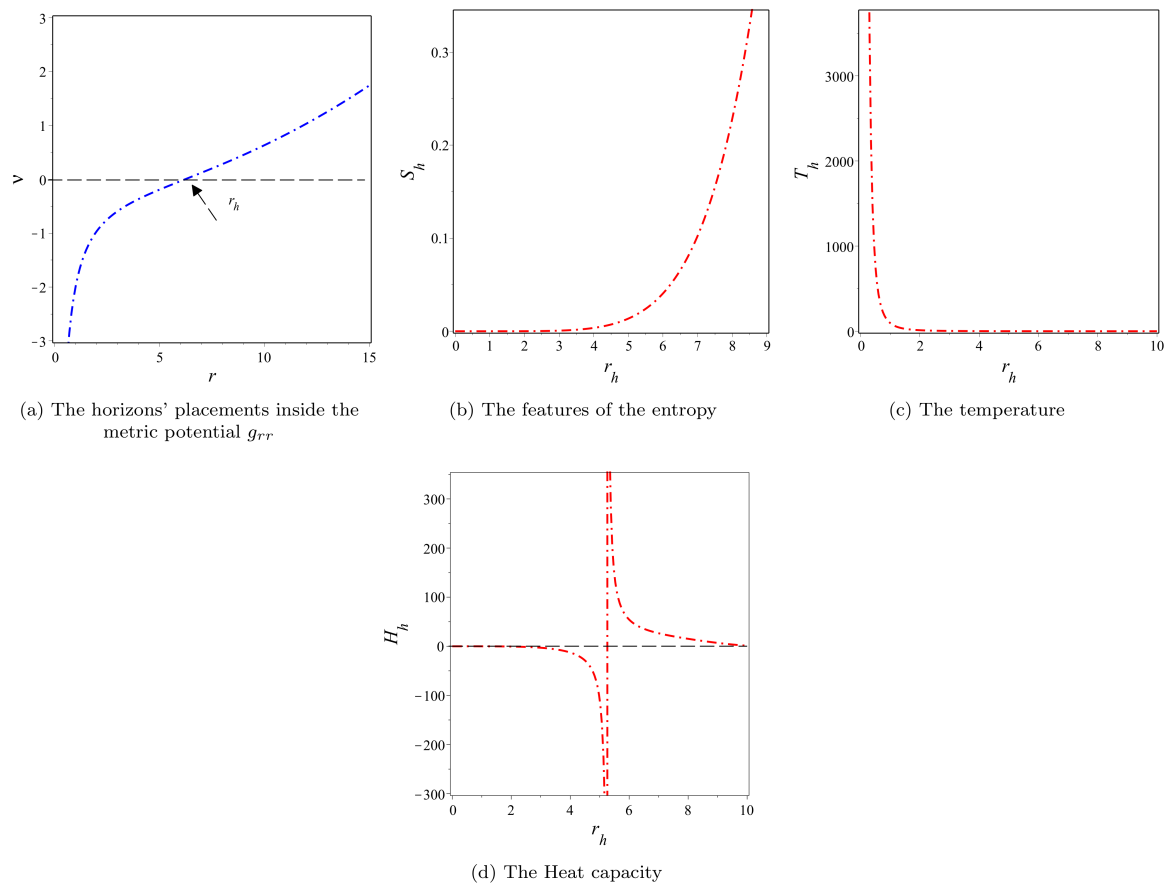 3
2
1
0
−1
−2
−3
ν
0
5
10
15
r
r_h
(a) The horizons' placements inside the
metric potential g_rr
0.3
0.2
0.1
0
S_h
0 1 2 3 4 5 6 7 8 9
r_h
(b) The features of the entropy
3000
2000
1000
0
T_h
0 2 4 6 8 10
r_h
(c) The temperature
300
200
100
0
−100
−200
−300
H_h
0 2 4 6 8 10
r_h
(d) The Heat capacity